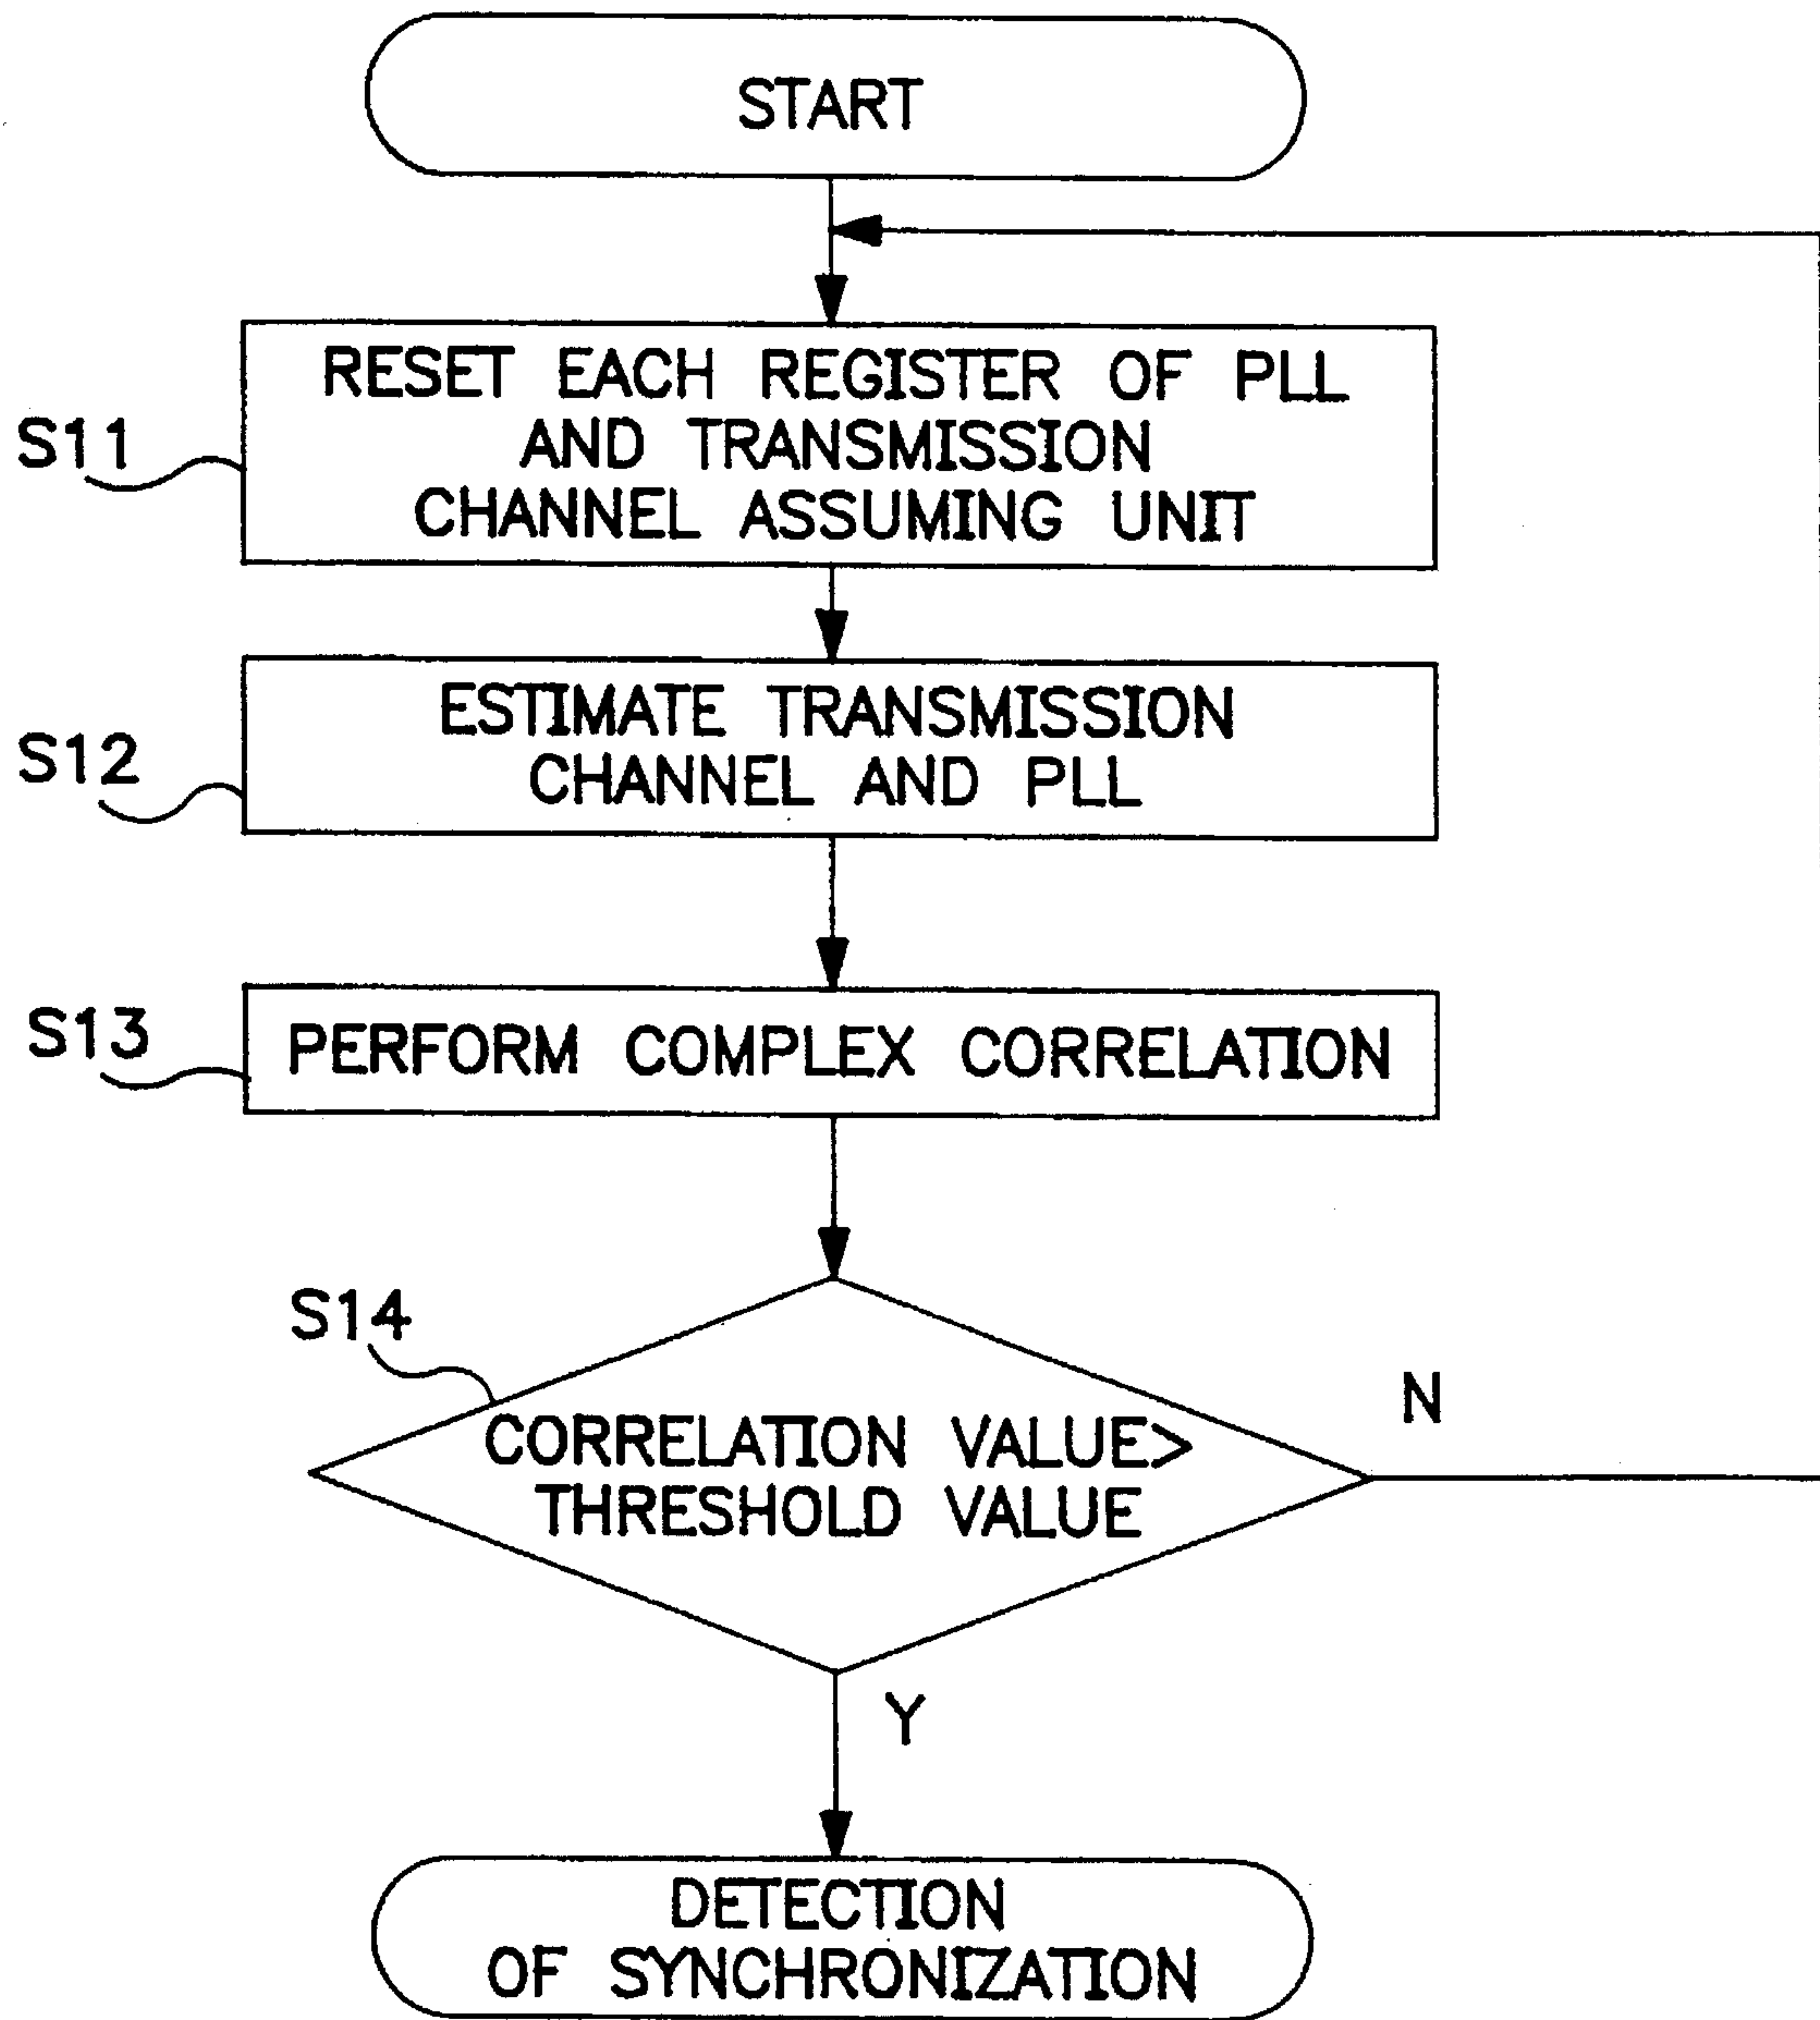 START
RESET EACH REGISTER OF PLL
AND TRANSMISSION
CHANNEL ASSUMING UNIT
S11
ESTIMATE TRANSMISSION
CHANNEL AND PLL
S12
S13
PERFORM COMPLEX CORRELATION
S14
CORRELATION VALUE>
THRESHOLD VALUE
N
Y
DETECTION
OF SYNCHRONIZATION